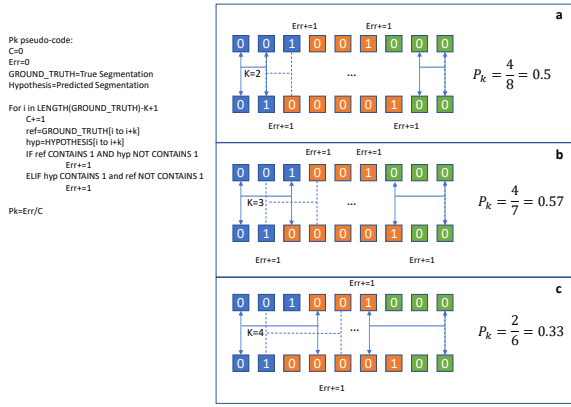 Pk pseudo-code:
C=0
Err=0
GROUND_TRUTH=True Segmentation
Hypothesis=Predicted Segmentation
For i in LENGTH(GROUND_TRUTH)-K+1
C+=1
ref=GROUND_TRUTH[i to i+k]
hyp=HYPOTHESIS[i to i+k]
IF ref CONTAINS 1 AND hyp NOT CONTAINS 1
Err+=1
ELIF hyp CONTAINS 1 and ref NOT CONTAINS 1
Err+=1
Pk=Err/C
a
Err+=1 Err+=1
0 0 1 0 0 1 0 0 0
K=2 ...
0 1 0 0 0 0 1 0 0
Err+=1 Err+=1
P_k = 4/8 = 0.5
b
Err+=1 Err+=1
0 0 1 0 0 1 0 0 0
K=3 ...
0 1 0 0 0 0 1 0 0
Err+=1 Err+=1
P_k = 4/7 = 0.57
c
Err+=1
0 0 1 0 0 1 0 0 0
K=4 ...
0 1 0 0 0 0 1 0 0
Err+=1
P_k = 2/6 = 0.33